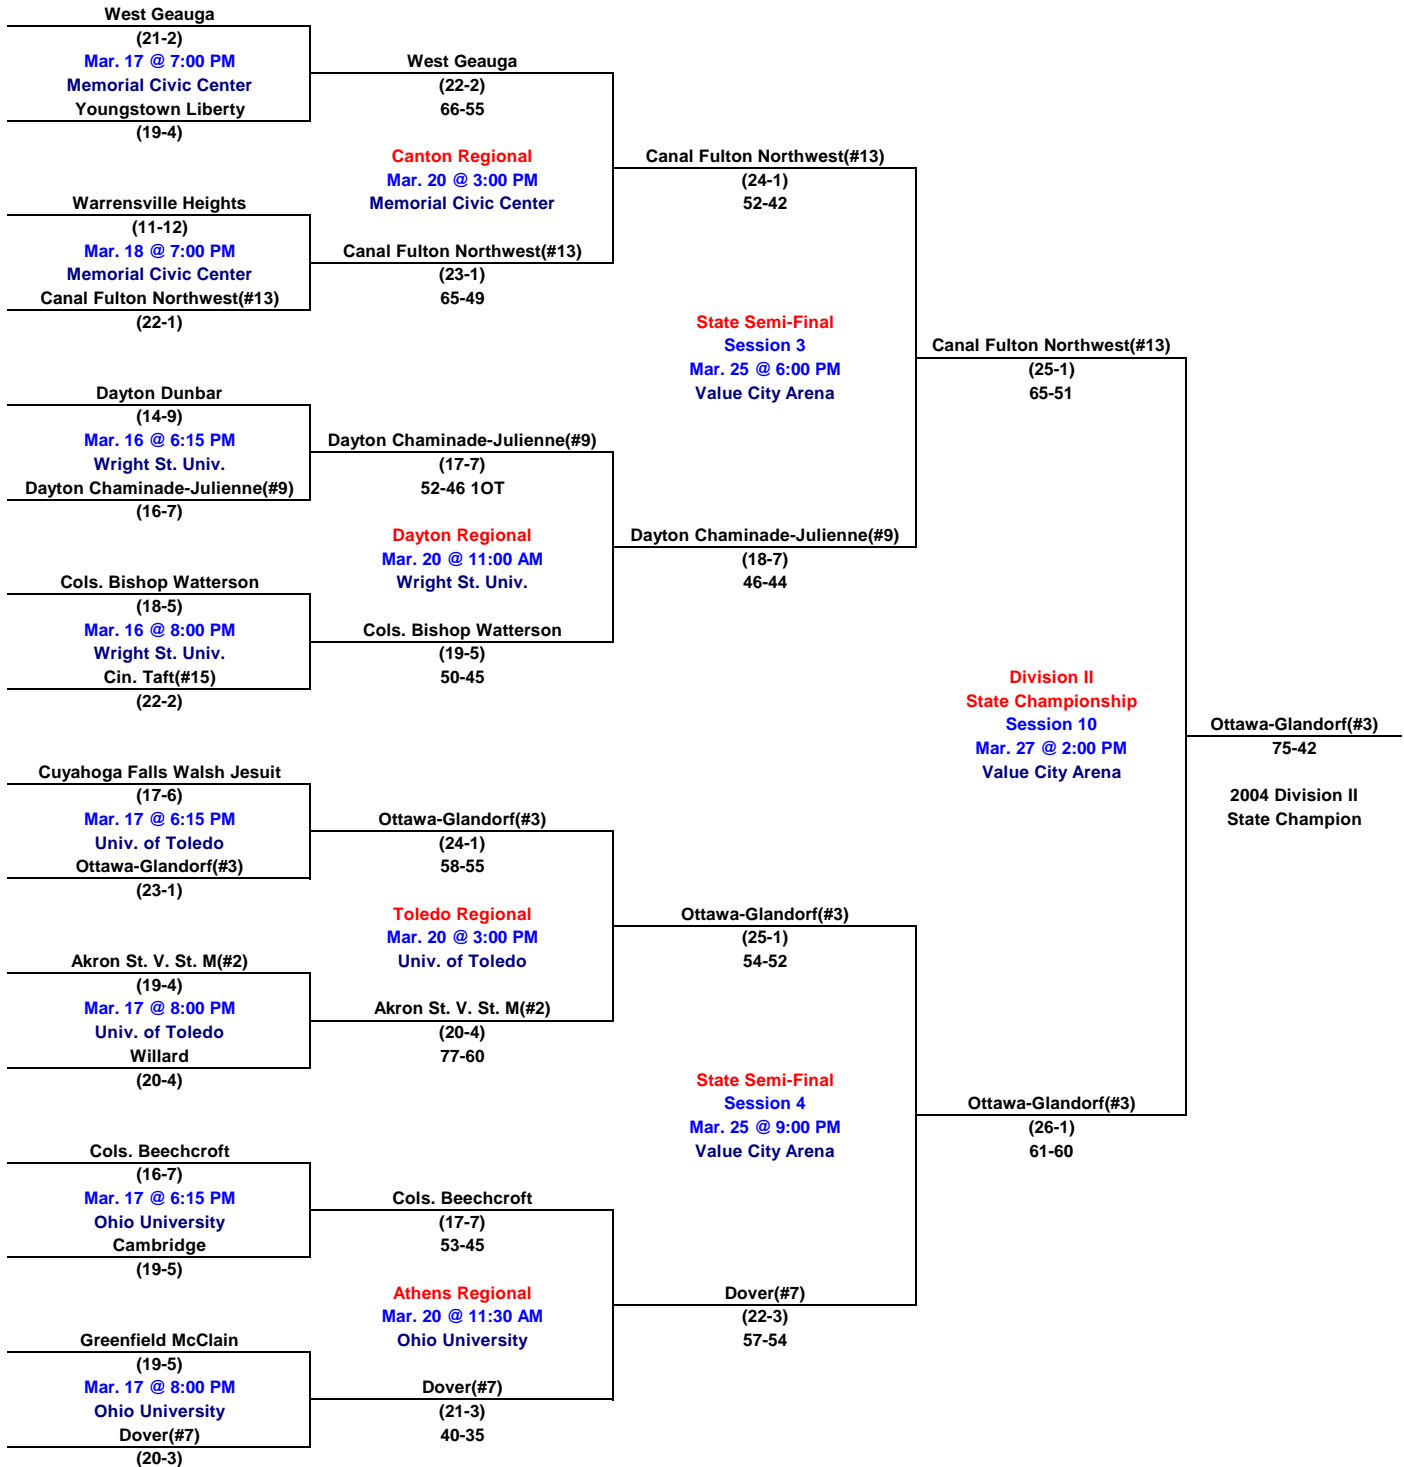 West Geauga
(21-2)
Mar. 17 @ 7:00 PM
Memorial Civic Center
Youngstown Liberty
(19-4)
Warrensville Heights
(11-12)
Mar. 18 @ 7:00 PM
Memorial Civic Center
Canal Fulton Northwest(#13)
(22-1)
Dayton Dunbar
(14-9)
Mar. 16 @ 6:15 PM
Wright St. Univ.
Dayton Chaminade-Julienne(#9)
(16-7)
Cols. Bishop Watterson
(18-5)
Mar. 16 @ 8:00 PM
Wright St. Univ.
Cin. Taft(#15)
(22-2)
Cuyahoga Falls Walsh Jesuit
(17-6)
Mar. 17 @ 6:15 PM
Univ. of Toledo
Ottawa-Glandorf(#3)
(23-1)
Akron St. V. St. M(#2)
(19-4)
Mar. 17 @ 8:00 PM
Univ. of Toledo
Willard
(20-4)
Cols. Beechcroft
(16-7)
Mar. 17 @ 6:15 PM
Ohio University
Cambridge
(19-5)
Greenfield McClain
(19-5)
Mar. 17 @ 8:00 PM
Ohio University
Dover(#7)
(20-3)
West Geauga
(22-2)
66-55
Canton Regional
Mar. 20 @ 3:00 PM
Memorial Civic Center
Canal Fulton Northwest(#13)
(23-1)
65-49
Dayton Chaminade-Julienne(#9)
(17-7)
52-46 1OT
Dayton Regional
Mar. 20 @ 11:00 AM
Wright St. Univ.
Cols. Bishop Watterson
(19-5)
50-45
Ottawa-Glandorf(#3)
(24-1)
58-55
Toledo Regional
Mar. 20 @ 3:00 PM
Univ. of Toledo
Akron St. V. St. M(#2)
(20-4)
77-60
Cols. Beechcroft
(17-7)
53-45
Athens Regional
Mar. 20 @ 11:30 AM
Ohio University
Dover(#7)
(21-3)
40-35
Canal Fulton Northwest(#13)
(24-1)
52-42
State Semi-Final
Session 3
Mar. 25 @ 6:00 PM
Value City Arena
Dayton Chaminade-Julienne(#9)
(18-7)
46-44
Ottawa-Glandorf(#3)
(25-1)
54-52
State Semi-Final
Session 4
Mar. 25 @ 9:00 PM
Value City Arena
Dover(#7)
(22-3)
57-54
Canal Fulton Northwest(#13)
(25-1)
65-51
Division II
State Championship
Session 10
Mar. 27 @ 2:00 PM
Value City Arena
Ottawa-Glandorf(#3)
(26-1)
61-60
Ottawa-Glandorf(#3)
75-42
2004 Division II
State Champion